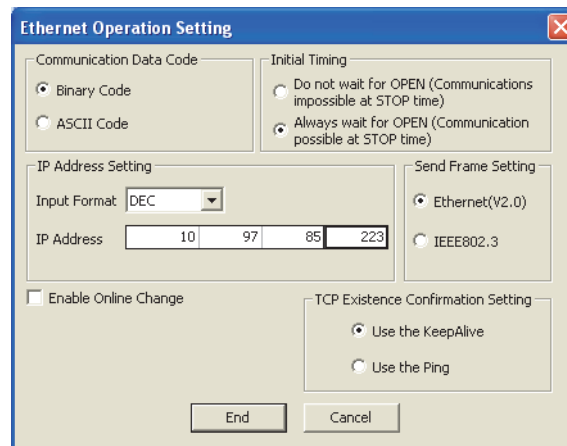 Ethernet Operation Setting
Communication Data Code
Binary Code
ASCII Code
Initial Timing
Do not wait for OPEN (Communications
impossible at STOP time)
Always wait for OPEN (Communication
possible at STOP time)
IP Address Setting
Input Format DEC
IP Address 10 97 85 223
Send Frame Setting
Ethernet(V2.0)
IEEE802.3
Enable Online Change
TCP Existence Confirmation Setting
Use the KeepAlive
Use the Ping
End Cancel